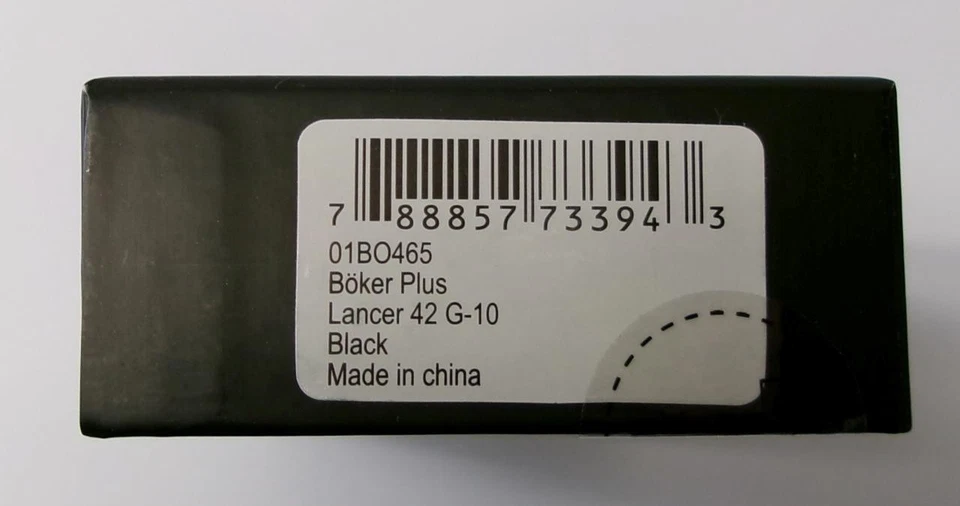 7 88857 73394 3
01BO465
Böker Plus
Lancer 42 G-10
Black
Made in china